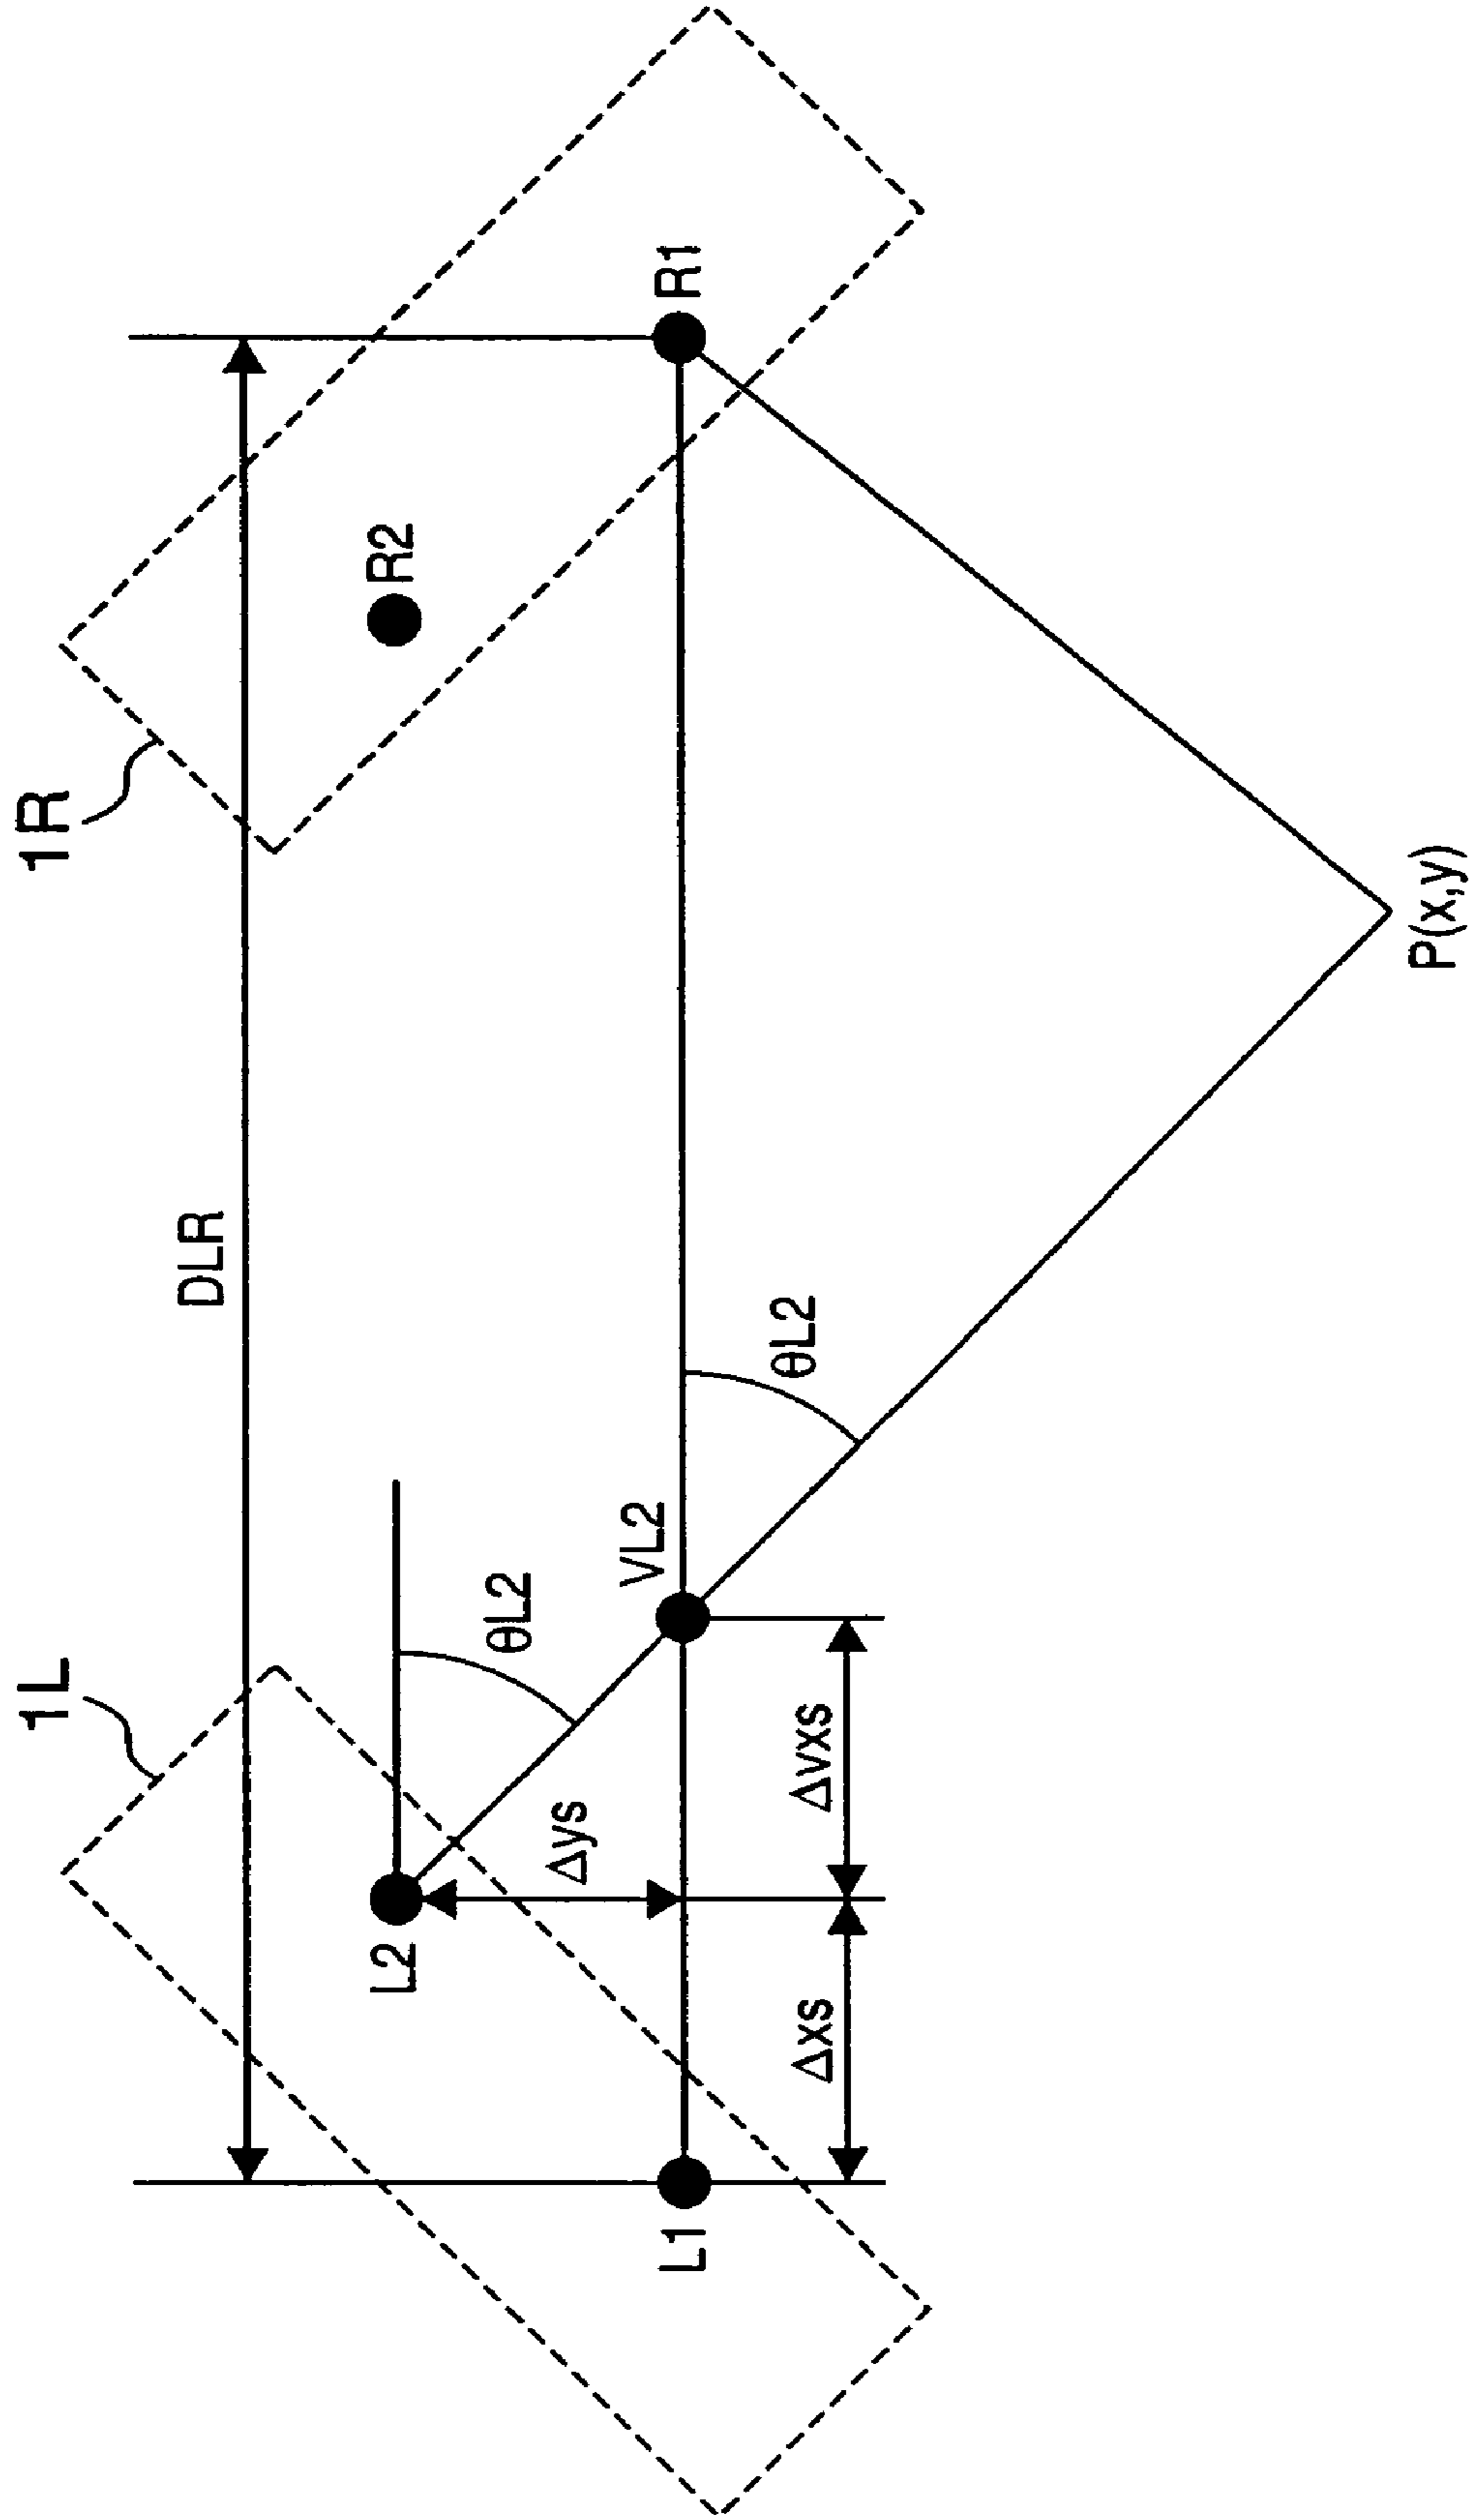 1L
1R
DLR
L2
θL2
R2
Δys
VL2
θL2
L1
R1
Δxs
Δvxs
P(x,y)